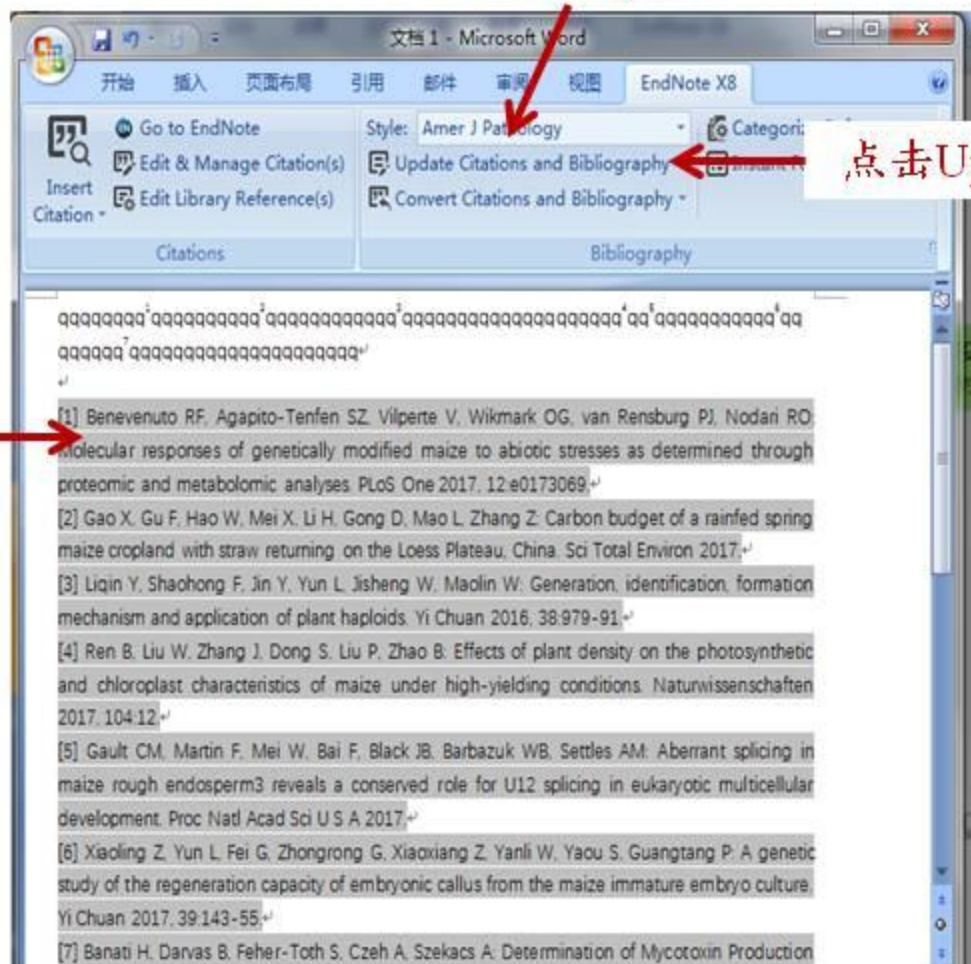 文档 1 - Microsoft Word
开始 插入 页面布局 引用 邮件 审阅 视图 EndNote X8
Insert Citation
Go to EndNote
Edit & Manage Citation(s)
Edit Library Reference(s)
Citations
Style: Amer J Pathology
Update Citations and Bibliography
Convert Citations and Bibliography
Bibliography
点击U
qqqqqqqq1qqqqqqqqqq2qqqqqqqqqqqq3qqqqqqqqqqqqqqqqqqqq4qq5qqqqqqqqqqq6qq
qqqqqq7qqqqqqqqqqqqqqqqqqqqq
[1] Benevenuto RF, Agapito-Tenfen SZ, Vilperte V, Wikmark OG, van Rensburg PJ, Nodari RO:
Molecular responses of genetically modified maize to abiotic stresses as determined through
proteomic and metabolomic analyses. PLoS One 2017, 12:e0173069.
[2] Gao X, Gu F, Hao W, Mei X, Li H, Gong D, Mao L, Zhang Z: Carbon budget of a rainfed spring
maize cropland with straw returning on the Loess Plateau, China. Sci Total Environ 2017.
[3] Liqin Y, Shaohong F, Jin Y, Yun L, Jisheng W, Maolin W: Generation, identification, formation
mechanism and application of plant haploids. Yi Chuan 2016, 38:979-91.
[4] Ren B, Liu W, Zhang J, Dong S, Liu P, Zhao B: Effects of plant density on the photosynthetic
and chloroplast characteristics of maize under high-yielding conditions. Naturwissenschaften
2017, 104:12.
[5] Gault CM, Martin F, Mei W, Bai F, Black JB, Barbazuk WB, Settles AM: Aberrant splicing in
maize rough endosperm3 reveals a conserved role for U12 splicing in eukaryotic multicellular
development. Proc Natl Acad Sci U S A 2017.
[6] Xiaoling Z, Yun L, Fei G, Zhongrong G, Xiaoxiang Z, Yanli W, Yaou S, Guangtang P: A genetic
study of the regeneration capacity of embryonic callus from the maize immature embryo culture.
Yi Chuan 2017, 39:143-55.
[7] Banati H, Darvas B, Feher-Toth S, Czeh A, Szekacs A: Determination of Mycotoxin Production